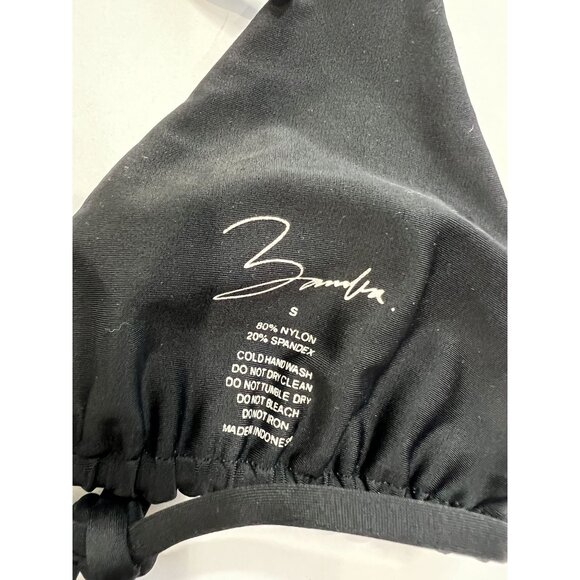 S
80% NYLON
20% SPANDEX
COLD HAND WASH
DO NOT DRY CLEAN
DO NOT TUMBLE DRY
DO NOT BLEACH
DO NOT IRON
MADE IN INDONES